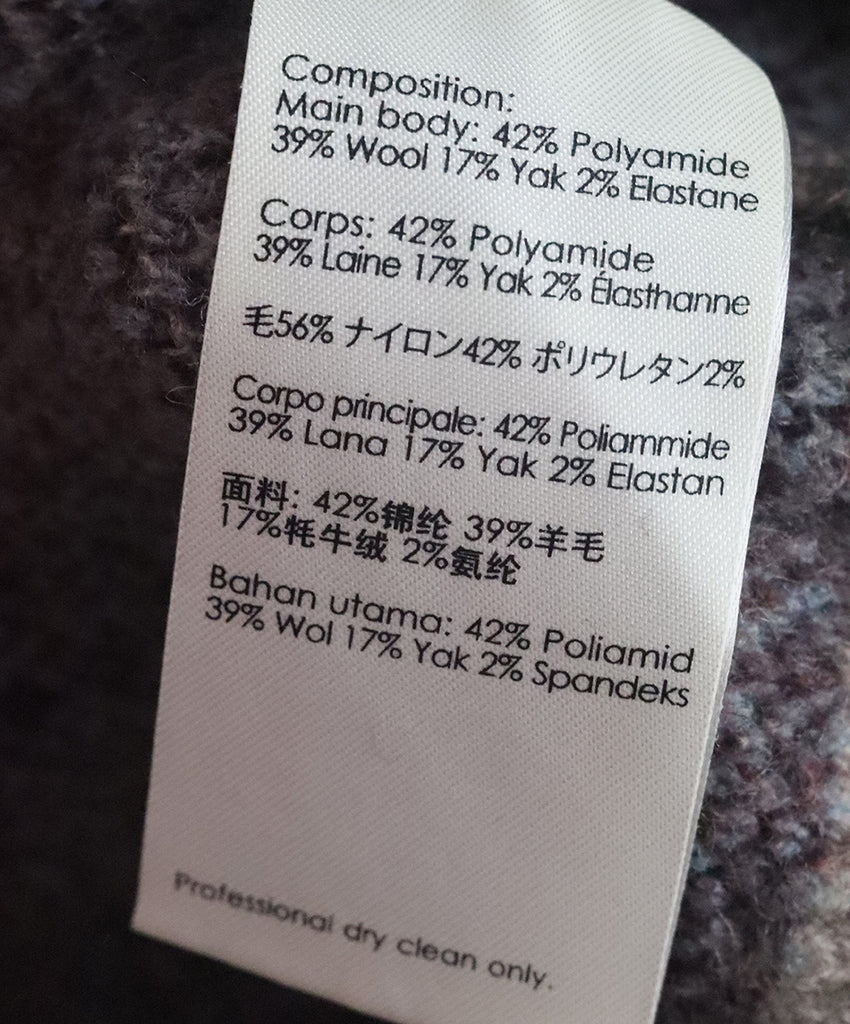 Composition:
Main body: 42% Polyamide
39% Wool 17% Yak 2% Elastane
Corps: 42% Polyamide
39% Laine 17% Yak 2% Élasthanne
毛56% ナイロン42% ポリウレタン2%
Corpo principale: 42% Poliammide
39% Lana 17% Yak 2% Elastan
面料: 42%锦纶 39%羊毛
17%牦牛绒 2%氨纶
Bahan utama: 42% Poliamid
39% Wol 17% Yak 2% Spandeks
Professional dry clean only.